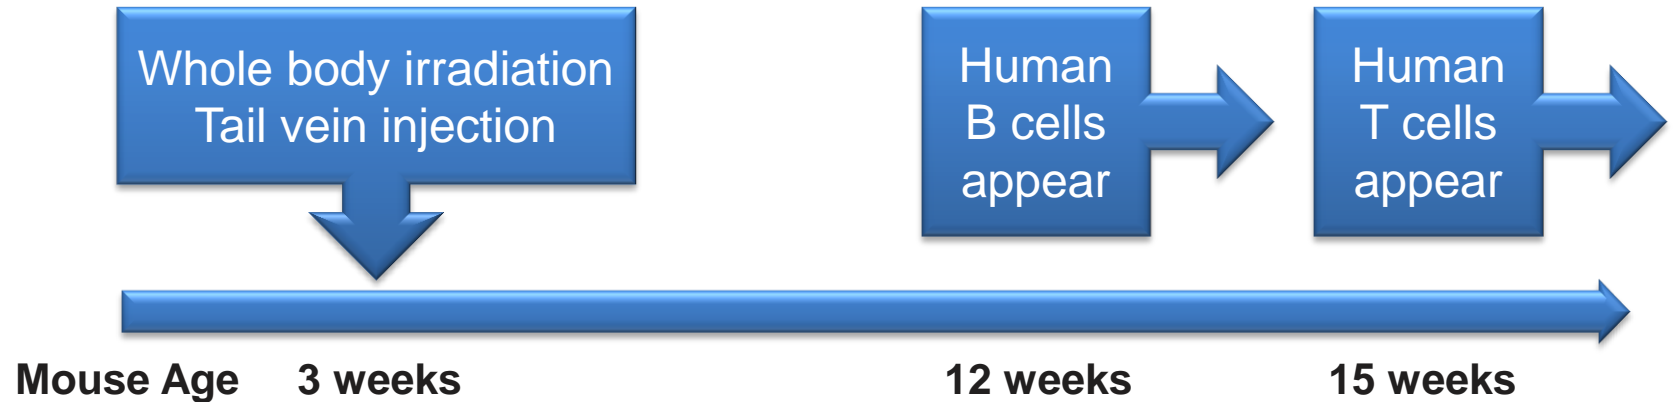 Whole body irradiation
Tail vein injection
Human
B cells
appear
Human
T cells
appear
Mouse Age 3 weeks 12 weeks 15 weeks